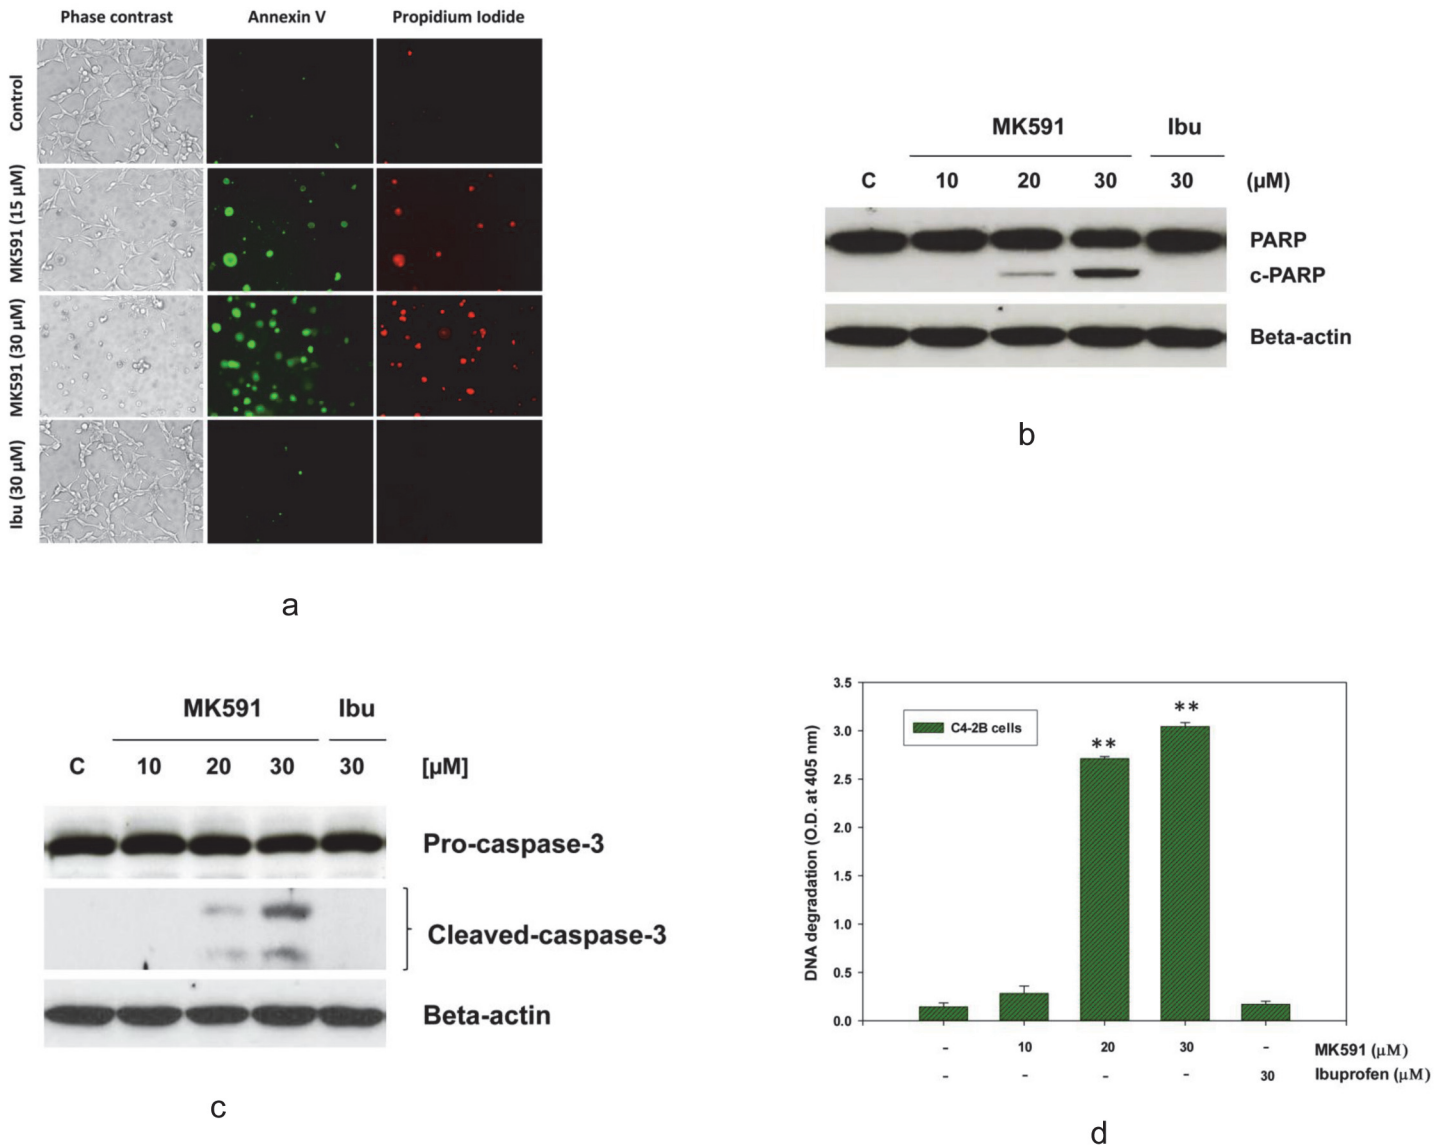 Phase contrast Annexin V Propidium Iodide
Control
MK591 (15 µM)
MK591 (30 µM)
Ibu (30 µM)
a
MK591 Ibu
C 10 20 30 30 (µM)
PARP
c-PARP
Beta-actin
b
MK591 Ibu
C 10 20 30 30 [µM]
Pro-caspase-3
Cleaved-caspase-3
Beta-actin
c
DNA degradation (O.D. at 405 nm)
3.5
3.0
2.5
2.0
1.5
1.0
0.5
0.0
C4-2B cells
** **
- 10 20 30 - MK591 (µM)
- - - - 30 Ibuprofen (µM)
d